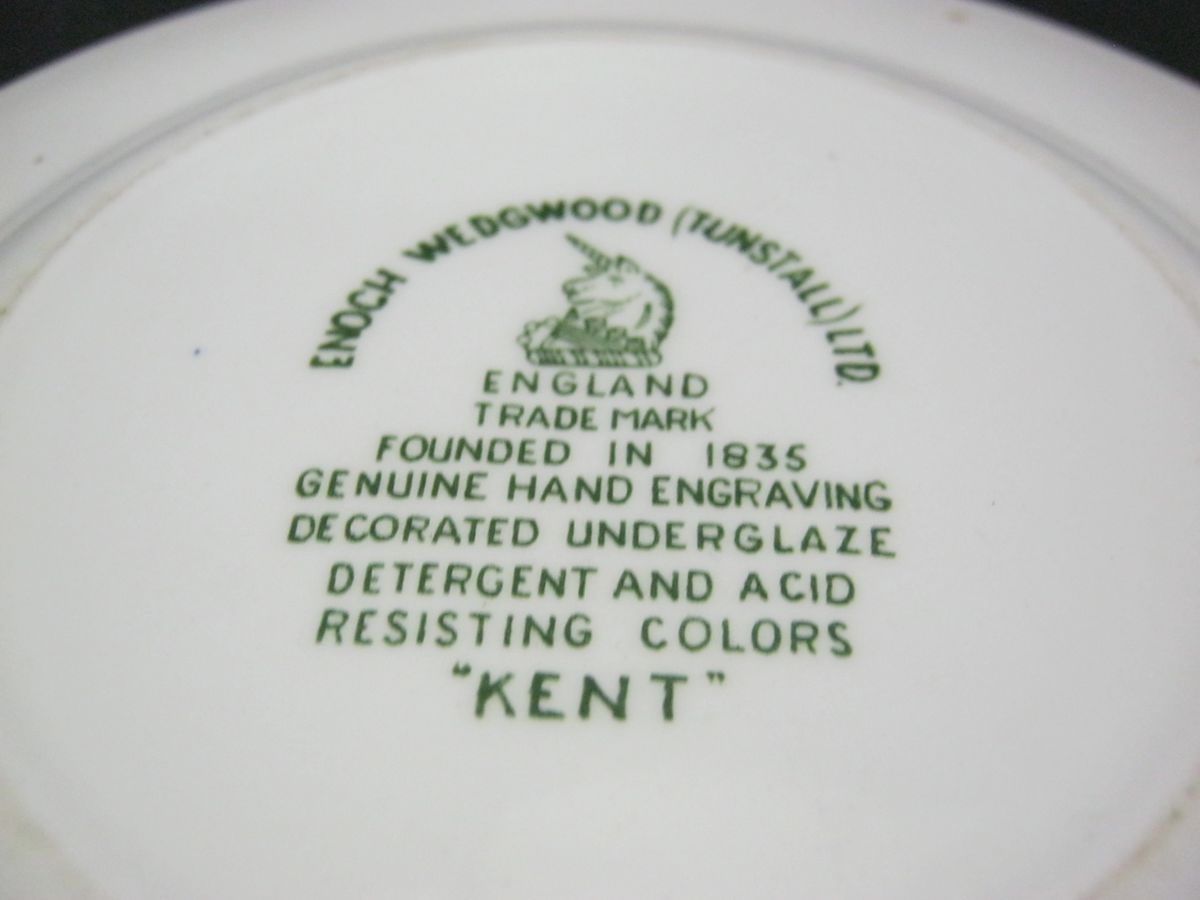 ENOCH WEDGWOOD (TUNSTALL) LTD.
ENGLAND
TRADE MARK
FOUNDED IN 1835
GENUINE HAND ENGRAVING
DECORATED UNDERGLAZE
DETERGENT AND ACID
RESISTING COLORS
"KENT"